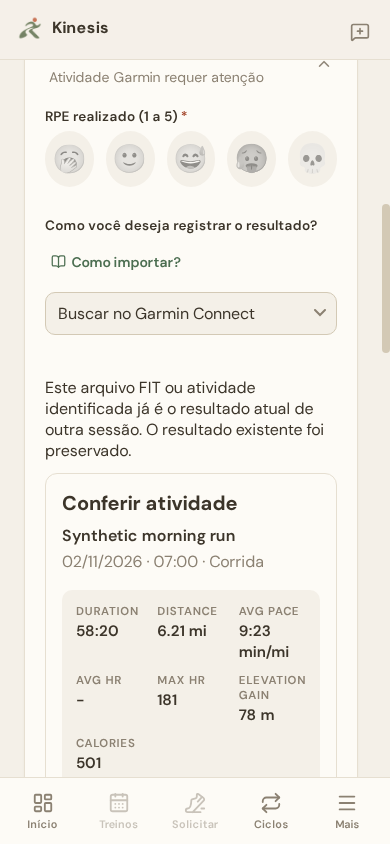 Kinesis
Atividade Garmin requer atenção
RPE realizado (1 a 5) *
Como você deseja registrar o resultado?
Como importar?
Buscar no Garmin Connect
Este arquivo FIT ou atividade
identificada já é o resultado atual de
outra sessão. O resultado existente foi
preservado.
Conferir atividade
Synthetic morning run
02/11/2026 · 07:00 · Corrida
DURATION DISTANCE AVG PACE
58:20 6.21 mi 9:23
min/mi
AVG HR MAX HR ELEVATION
GAIN
- 181
78 m
CALORIES
501
Início Treinos Solicitar Ciclos Mais